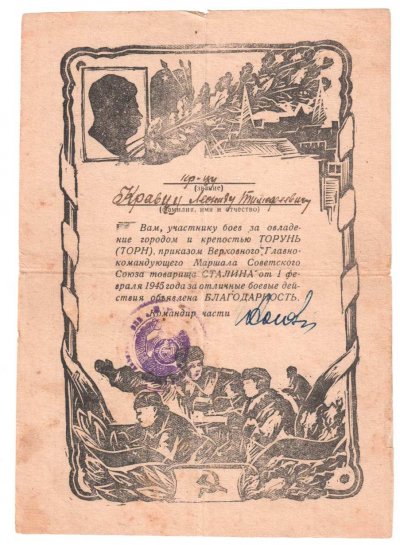 кр-цу
(звание)
Кравцу Леониду Тимофеевичу
(фамилия, имя и отчество)
Вам, участнику боев за овладе-
ние городом и крепостью ТОРУНЬ
(ТОРН), приказом Верховного Главно-
командующего Маршала Советского
Союза товарища СТАЛИНА от 1 фе-
враля 1945 года за отличные боевые дей-
ствия объявлена БЛАГОДАРНОСТЬ.
Командир части